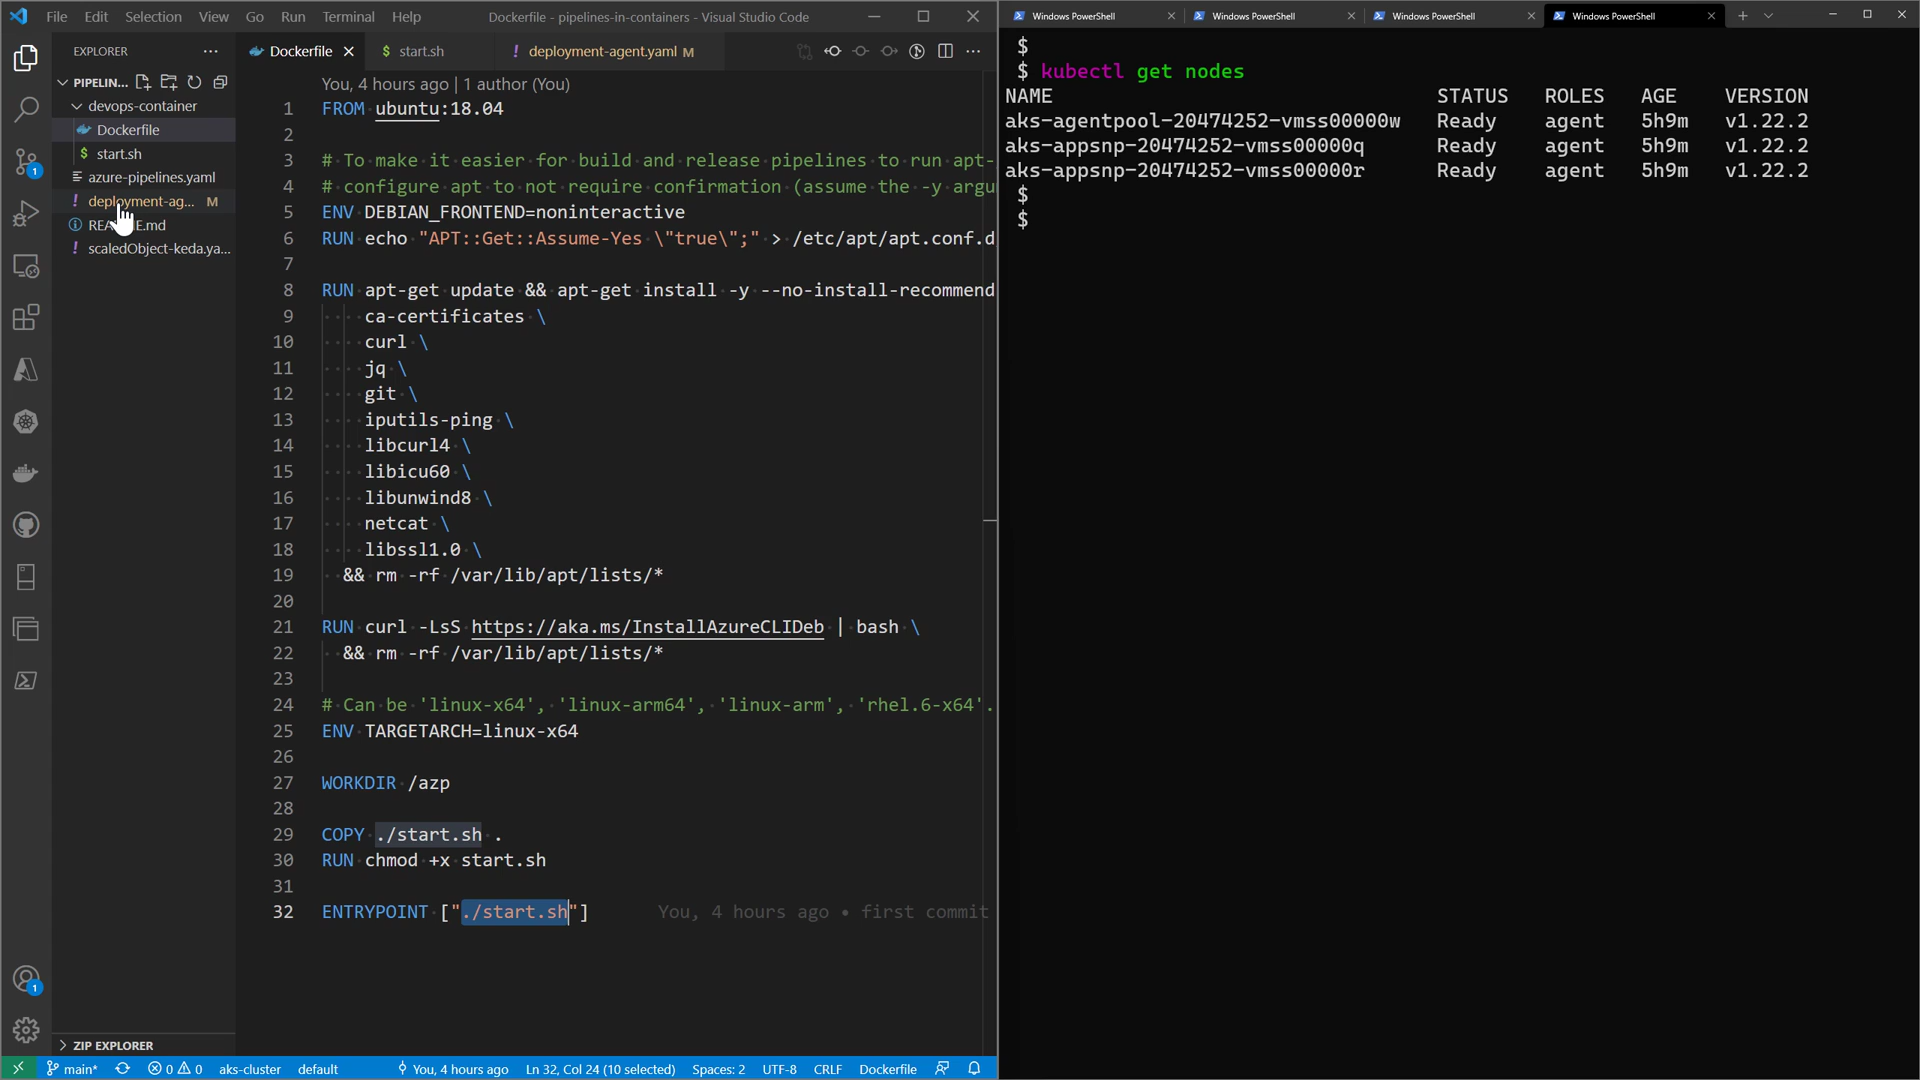 File Edit Selection View Go Run Terminal Help
Dockerfile - pipelines-in-containers - Visual Studio Code
EXPLORER
PIPELIN...
devops-container
Dockerfile
$ start.sh
azure-pipelines.yaml
! deployment-ag... M
.md
! scaledObject-keda.ya...
ZIP EXPLORER
Dockerfile
$ start.sh
! deployment-agent.yaml M
You, 4 hours ago | 1 author (You)
1 FROM ubuntu:18.04
2
3 # To make it easier for build and release pipelines to run apt-
4 # configure apt to not require confirmation (assume the -y argu
5 ENV DEBIAN_FRONTEND=noninteractive
6 RUN echo "APT::Get::Assume-Yes \"true\";" > /etc/apt/apt.conf.d
7
8 RUN apt-get update && apt-get install -y --no-install-recommend
9 ca-certificates \
10 curl \
11 jq \
12 git \
13 iputils-ping \
14 libcurl4 \
15 libicu60 \
16 libunwind8 \
17 netcat \
18 libssl1.0 \
19 && rm -rf /var/lib/apt/lists/*
20
21 RUN curl -LsS https://aka.ms/InstallAzureCLIDeb | bash \
22 && rm -rf /var/lib/apt/lists/*
23
24 # Can be 'linux-x64', 'linux-arm64', 'linux-arm', 'rhel.6-x64'.
25 ENV TARGETARCH=linux-x64
26
27 WORKDIR /azp
28
29 COPY ./start.sh .
30 RUN chmod +x start.sh
31
32 ENTRYPOINT ["./start.sh"] You, 4 hours ago • first commit
1
1
main* 0 0 aks-cluster default You, 4 hours ago Ln 32, Col 24 (10 selected) Spaces: 2 UTF-8 CRLF Dockerfile
Windows PowerShell
Windows PowerShell
Windows PowerShell
Windows PowerShell
$
$ kubectl get nodes
NAME STATUS ROLES AGE VERSION
aks-agentpool-20474252-vmss00000w Ready agent 5h9m v1.22.2
aks-appsnp-20474252-vmss00000q Ready agent 5h9m v1.22.2
aks-appsnp-20474252-vmss00000r Ready agent 5h9m v1.22.2
$
$